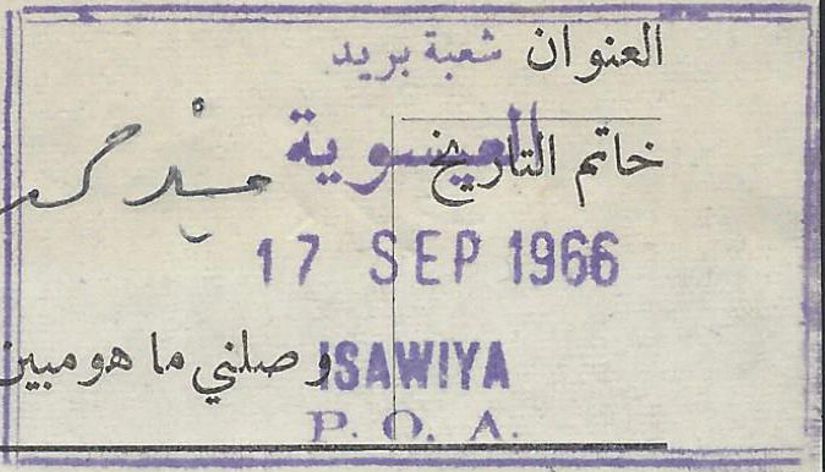 العنوان شعبة بريد
خاتم التاريخ العيسوية
17 SEP 1966
وصلني ما هو مبين
ISAWIYA
P. O. A.